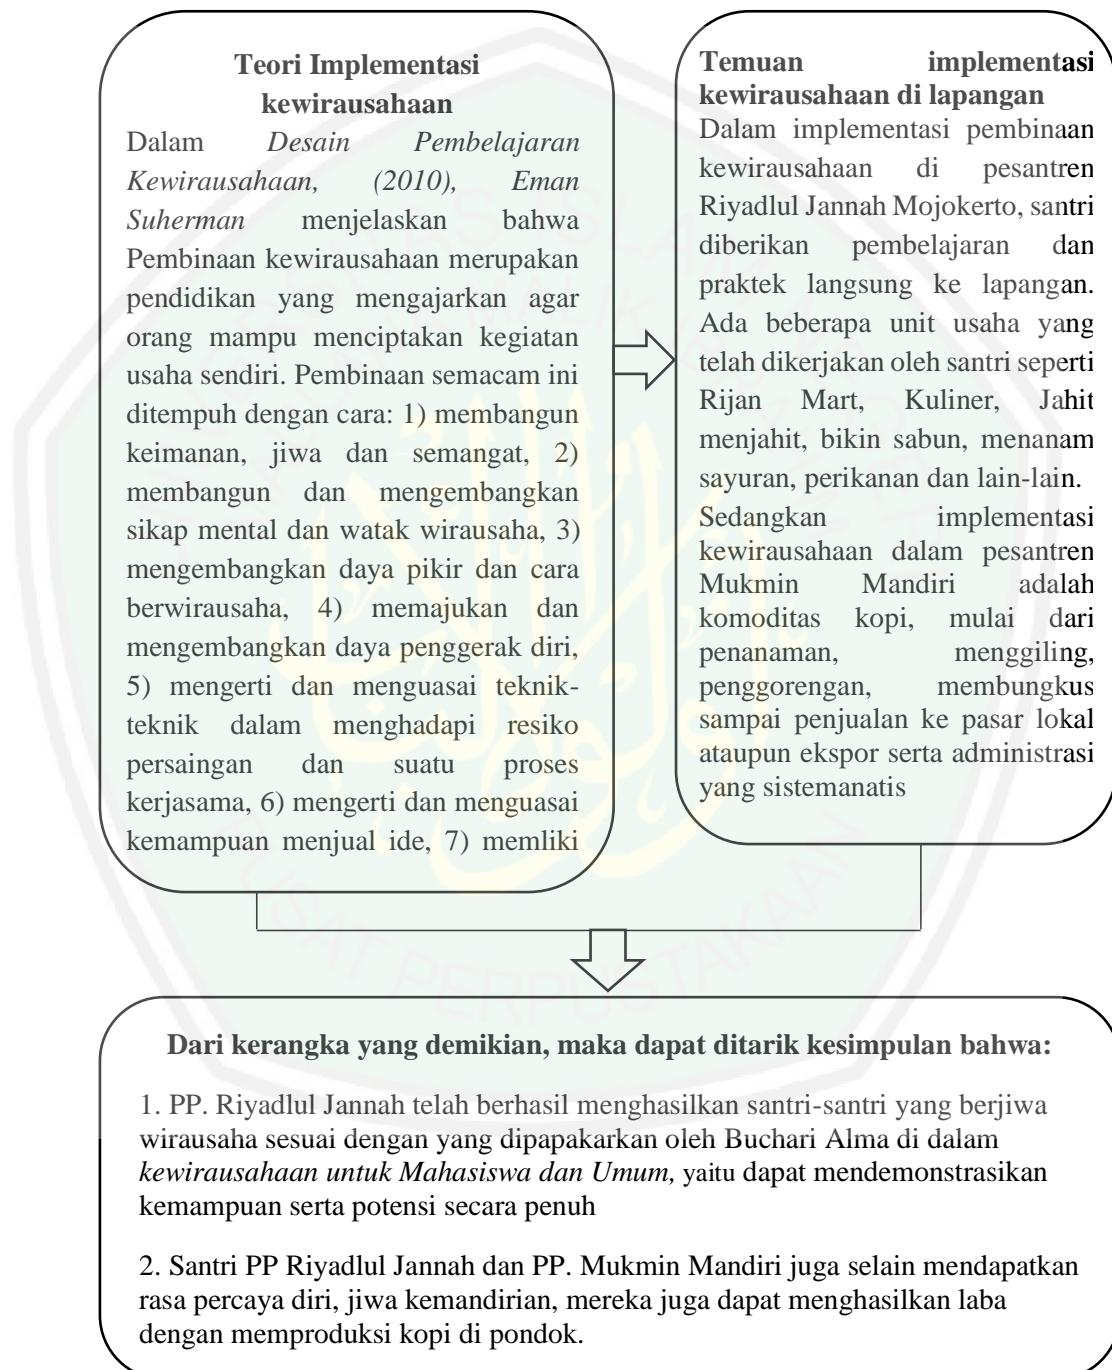 Teori Implementasi
kewirausahaan
Dalam Desain Pembelajaran
Kewirausahaan, (2010), Eman
Suherman menjelaskan bahwa
Pembinaan kewirausahaan merupakan
pendidikan yang mengajarkan agar
orang mampu menciptakan kegiatan
usaha sendiri. Pembinaan semacam ini
ditempuh dengan cara: 1) membangun
keimanan, jiwa dan semangat, 2)
membangun dan mengembangkan
sikap mental dan watak wirausaha, 3)
mengembangkan daya pikir dan cara
berwirausaha, 4) memajukan dan
mengembangkan daya penggerak diri,
5) mengerti dan menguasai teknik-
teknik dalam menghadapi resiko
persaingan dan suatu proses
kerjasama, 6) mengerti dan menguasai
kemampuan menjual ide, 7) memliki
Temuan implementasi
kewirausahaan di lapangan
Dalam implementasi pembinaan
kewirausahaan di pesantren
Riyadlul Jannah Mojokerto, santri
diberikan pembelajaran dan
praktek langsung ke lapangan.
Ada beberapa unit usaha yang
telah dikerjakan oleh santri seperti
Rijan Mart, Kuliner, Jahit
menjahit, bikin sabun, menanam
sayuran, perikanan dan lain-lain.
Sedangkan implementasi
kewirausahaan dalam pesantren
Mukmin Mandiri adalah
komoditas kopi, mulai dari
penanaman, menggiling,
penggorengan, membungkus
sampai penjualan ke pasar lokal
ataupun ekspor serta administrasi
yang sistemanatis
Dari kerangka yang demikian, maka dapat ditarik kesimpulan bahwa:
1. PP. Riyadlul Jannah telah berhasil menghasilkan santri-santri yang berjiwa
wirausaha sesuai dengan yang dipapakarkan oleh Buchari Alma di dalam
kewirausahaan untuk Mahasiswa dan Umum, yaitu dapat mendemonstrasikan
kemampuan serta potensi secara penuh
2. Santri PP Riyadlul Jannah dan PP. Mukmin Mandiri juga selain mendapatkan
rasa percaya diri, jiwa kemandirian, mereka juga dapat menghasilkan laba
dengan memproduksi kopi di pondok.
PUSAT PERPUSTAKAAN